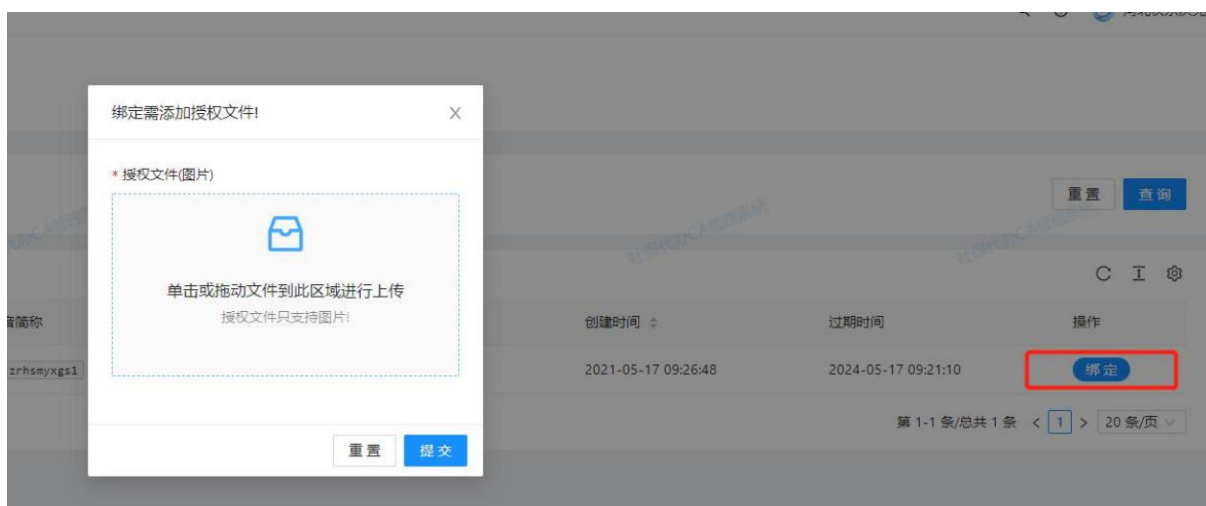 绑定需添加授权文件!
* 授权文件(图片)
重 置
查 询
单击或拖动文件到此区域进行上传
授权文件只支持图片!
音简称
创建时间
过期时间
操作
zrhsmyxgs1
2021-05-17 09:26:48
2024-05-17 09:21:10
绑 定
第 1-1 条/总共 1 条 < 1 > 20 条/页
重 置
提 交